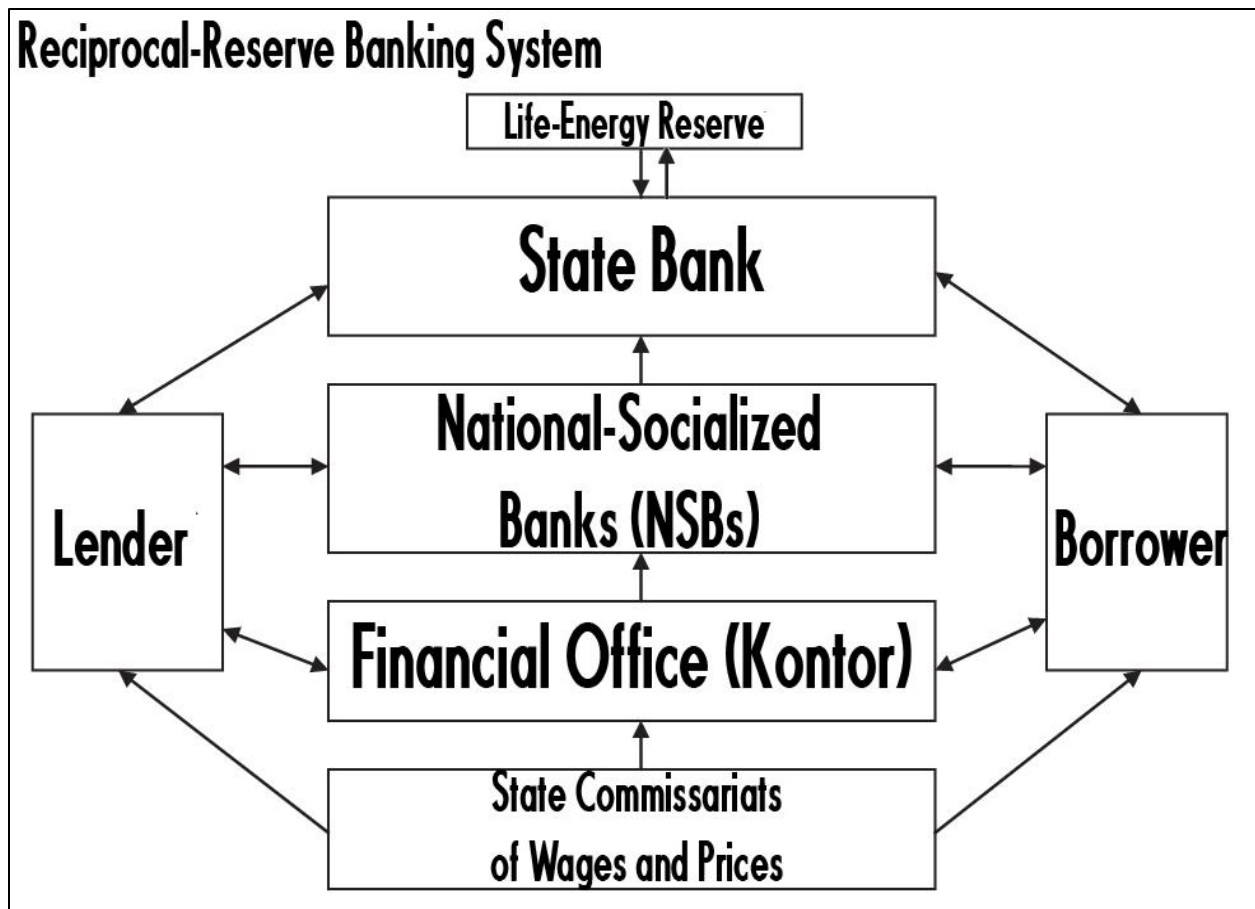 Reciprocal-Reserve Banking System
Life-Energy Reserve
State Bank
National-Socialized
Banks (NSBs)
Lender
Borrower
Financial Office (Kontor)
State Commissariats
of Wages and Prices